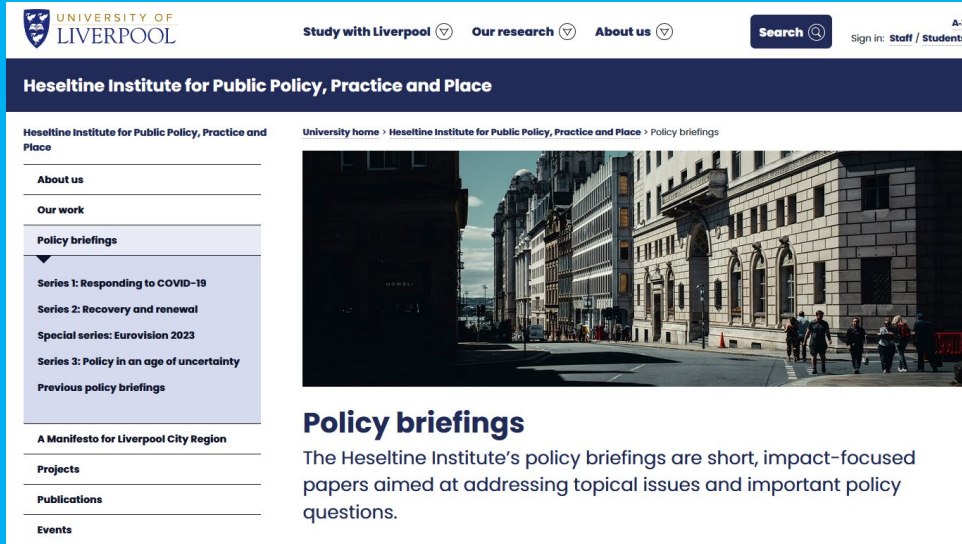 UNIVERSITY OF
LIVERPOOL
Study with Liverpool
Our research
About us
Search
Sign in: Staff / Students
Heseltine Institute for Public Policy, Practice and Place
Heseltine Institute for Public Policy, Practice and
Place
About us
Our work
Policy briefings
Series 1: Responding to COVID-19
Series 2: Recovery and renewal
Special series: Eurovision 2023
Series 3: Policy in an age of uncertainty
Previous policy briefings
A Manifesto for Liverpool City Region
Projects
Publications
Events
University home > Heseltine Institute for Public Policy, Practice and Place > Policy briefings
Policy briefings
The Heseltine Institute's policy briefings are short, impact-focused
papers aimed at addressing topical issues and important policy
questions.